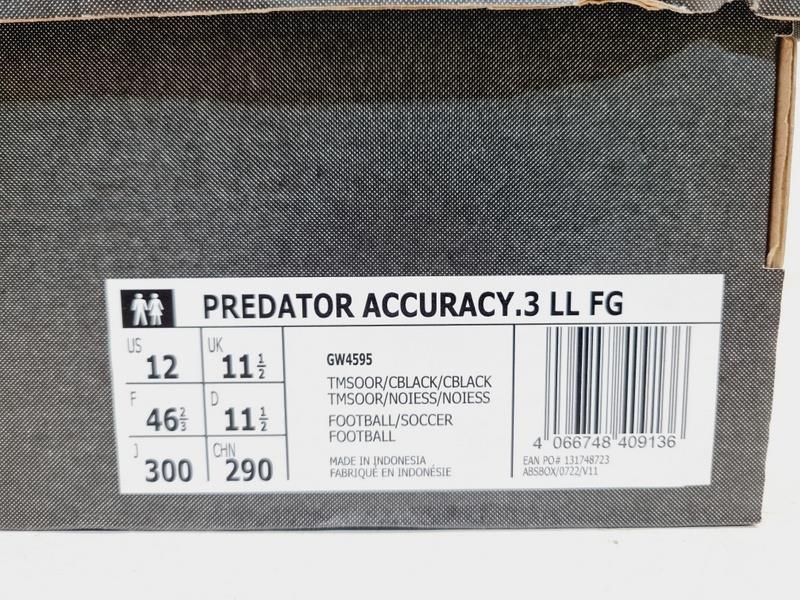 PREDATOR ACCURACY.3 LL FG
US 12 UK 11 1/2
F 46 2/3 D 11 1/2
J 300 CHN 290
GW4595
TMSOOR/CBLACK/CBLACK
TMSOOR/NOIESS/NOIESS
FOOTBALL/SOCCER
FOOTBALL
MADE IN INDONESIA
FABRIQUÉ EN INDONÉSIE
4 066748 409136
EAN PO# 131748723
ABSBOX/0722/V11